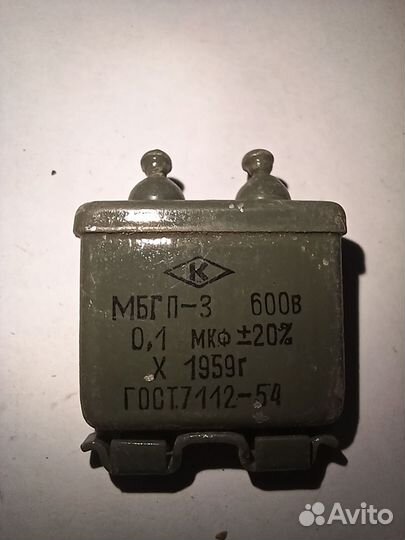 К
МБГП-3 600в
0,1 мкф ±20%
X 1959г
ГОСТ.7112-54
Avito